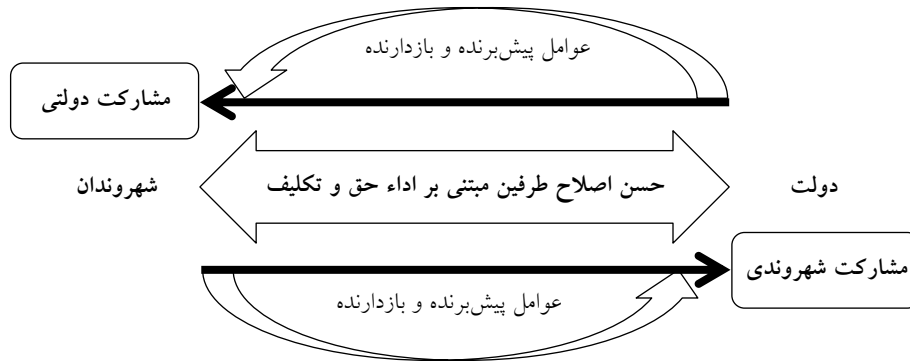 عوامل پیش‌برنده و بازدارنده
مشارکت دولتی
دولت
حسن اصلاح طرفین مبتنی بر اداء حق و تکلیف
شهروندان
مشارکت شهروندی
عوامل پیش‌برنده و بازدارنده